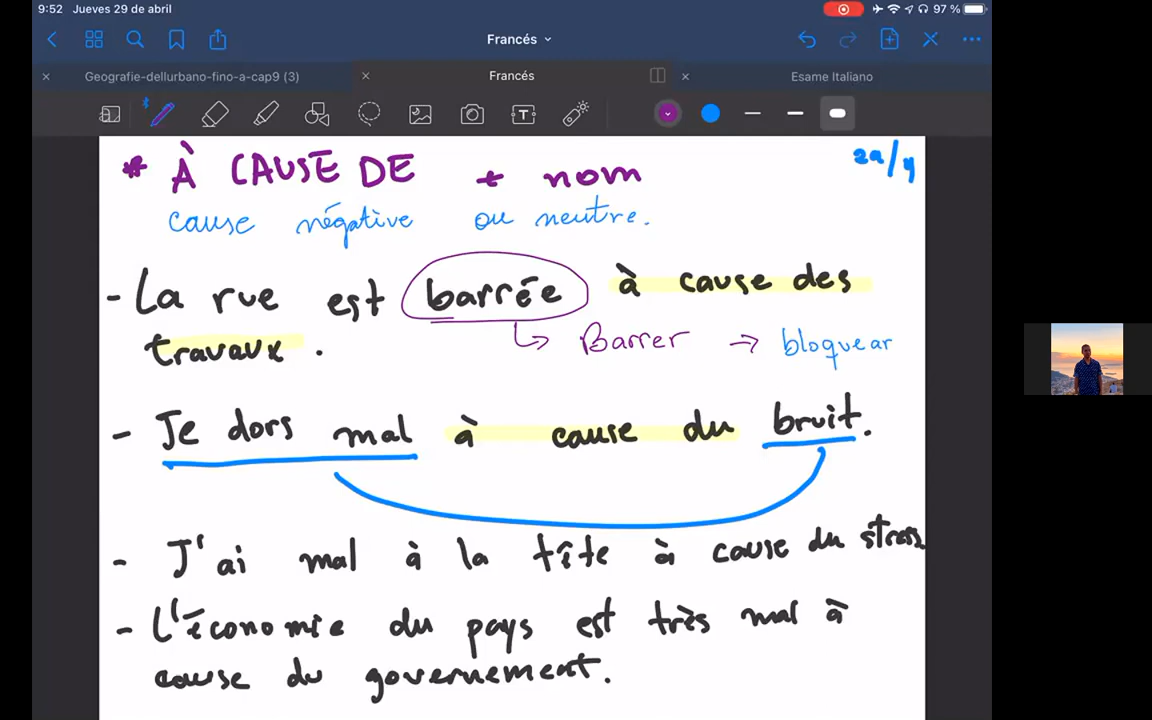 9:52 Jueves 29 de abril 97 %
Francés
Geografie-dellurbano-fino-a-cap9 (3) Francés Esame Italiano
* À CAUSE DE + nom 29/4
cause négative ou neutre.
- La rue est barrée à cause des
travaux.
↳ Barrer → bloquear
- Je dors mal à cause du bruit.
- J'ai mal à la tête à cause du stress.
- L'économie du pays est très mal à
cause du governement.